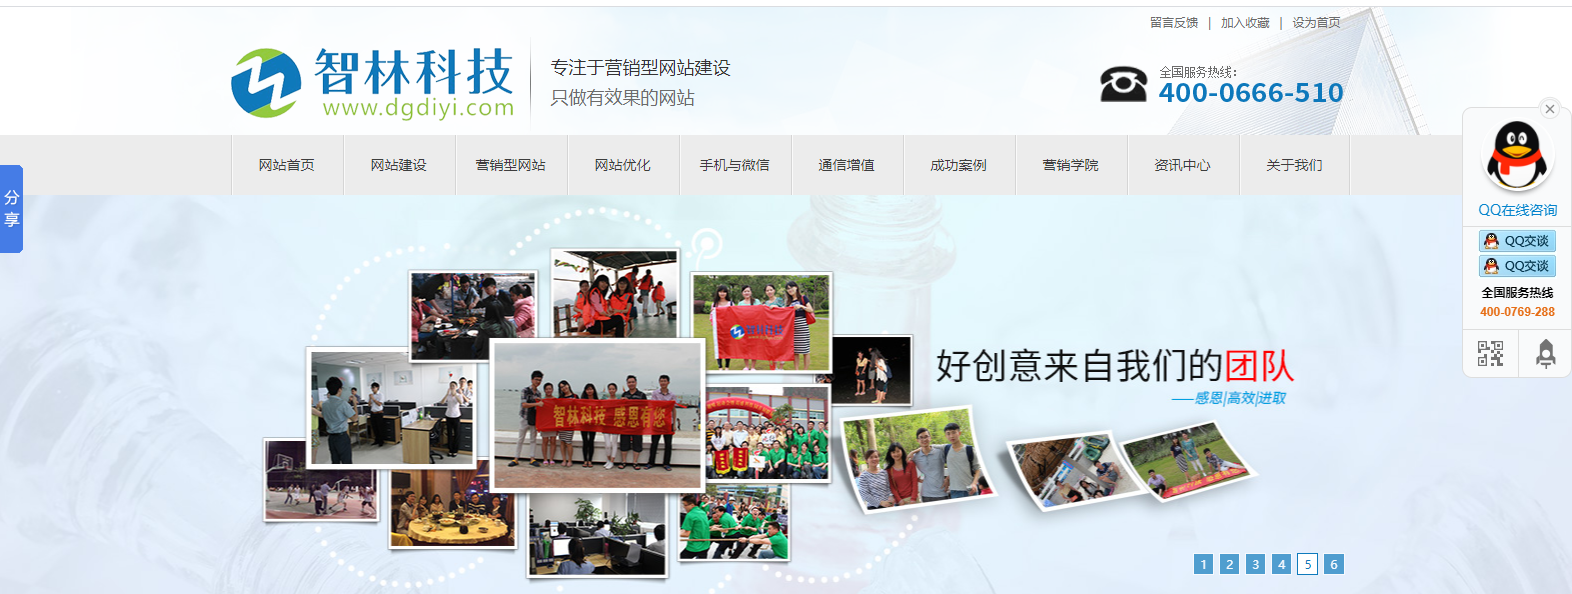 留言反馈 | 加入收藏 | 设为首页
智林科技
www.dgdiyi.com
专注于营销型网站建设
只做有效果的网站
全国服务热线:
400-0666-510
网站首页 网站建设 营销型网站 网站优化 手机与微信 通信增值 成功案例 营销学院 资讯中心 关于我们
分享
QQ在线咨询
QQ交谈
QQ交谈
全国服务热线
400-0769-288
智林科技
智林科技 感恩有您
好创意来自我们的团队
——感恩|高效|进取
1 2 3 4 5 6